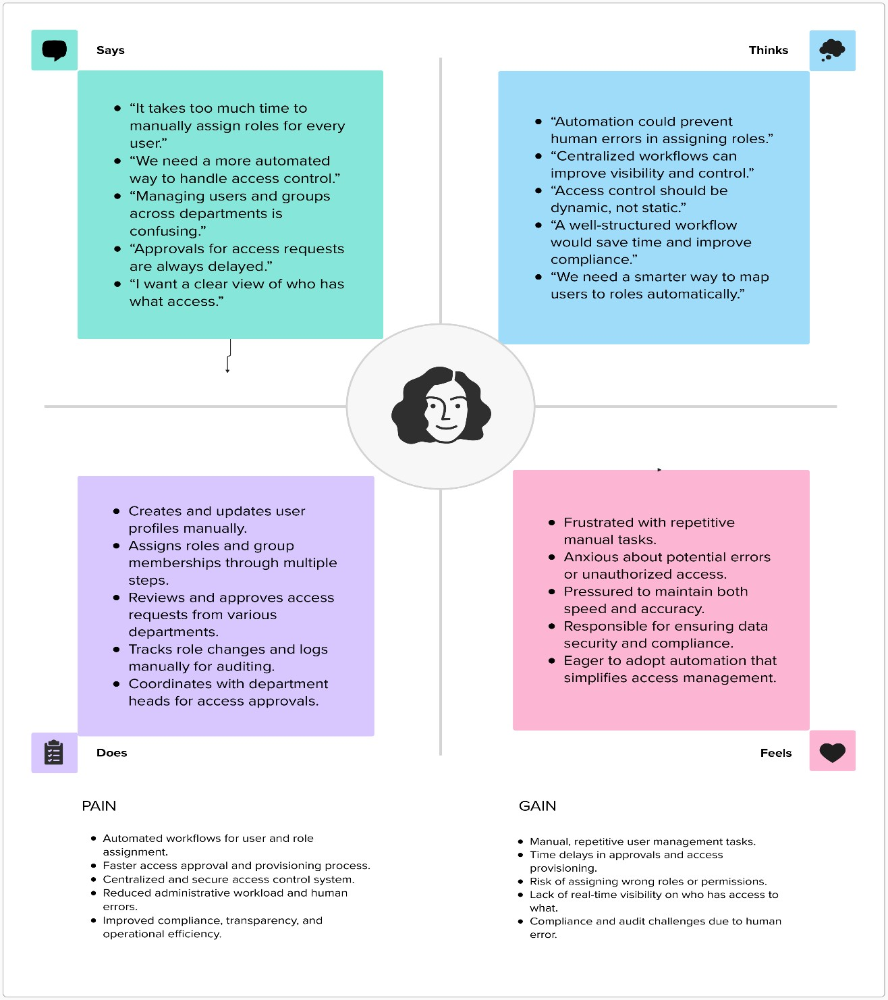 Says
• “It takes too much time to
manually assign roles for every
user.”
• “We need a more automated
way to handle access control.”
• “Managing users and groups
across departments is
confusing.”
• “Approvals for access requests
are always delayed.”
• “I want a clear view of who has
what access.”
Thinks
• “Automation could prevent
human errors in assigning roles.”
• “Centralized workflows can
improve visibility and control.”
• “Access control should be
dynamic, not static.”
• “A well-structured workflow
would save time and improve
compliance.”
• “We need a smarter way to map
users to roles automatically.”
• Creates and updates user
profiles manually.
• Assigns roles and group
memberships through multiple
steps.
• Reviews and approves access
requests from various
departments.
• Tracks role changes and logs
manually for auditing.
• Coordinates with department
heads for access approvals.
Does
• Frustrated with repetitive
manual tasks.
• Anxious about potential errors
or unauthorized access.
• Pressured to maintain both
speed and accuracy.
• Responsible for ensuring data
security and compliance.
• Eager to adopt automation that
simplifies access management.
Feels
PAIN
• Automated workflows for user and role
assignment.
• Faster access approval and provisioning process.
• Centralized and secure access control system.
• Reduced administrative workload and human
errors.
• Improved compliance, transparency, and
operational efficiency.
GAIN
• Manual, repetitive user management tasks.
• Time delays in approvals and access
provisioning.
• Risk of assigning wrong roles or permissions.
• Lack of real-time visibility on who has access to
what.
• Compliance and audit challenges due to human
error.